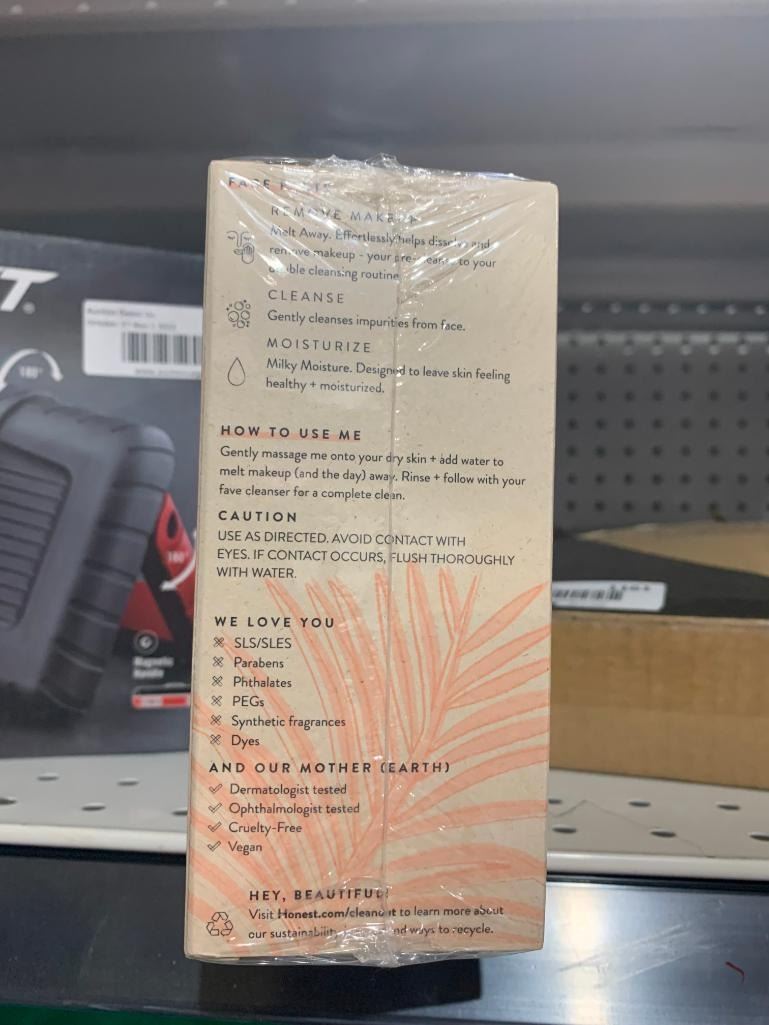 REMOVE MAKEUP
Melt Away. Effortlessly helps dissolve and
remove makeup - your pre-cleanse to your
double cleansing routine
CLEANSE
Gently cleanses impurities from face.
MOISTURIZE
Milky Moisture. Designed to leave skin feeling
healthy + moisturized.
HOW TO USE ME
Gently massage me onto your dry skin + add water to
melt makeup (and the day) away. Rinse + follow with your
fave cleanser for a complete clean.
CAUTION
USE AS DIRECTED. AVOID CONTACT WITH
EYES. IF CONTACT OCCURS, FLUSH THOROUGHLY
WITH WATER.
WE LOVE YOU
SLS/SLES
Parabens
Phthalates
PEGs
Synthetic fragrances
Dyes
AND OUR MOTHER (EARTH)
Dermatologist tested
Ophthalmologist tested
Cruelty-Free
Vegan
HEY, BEAUTIFUL!
Visit Honest.com/cleanout to learn more about
our sustainability and ways to recycle.
T
180°
180°
Magnetic
Handle